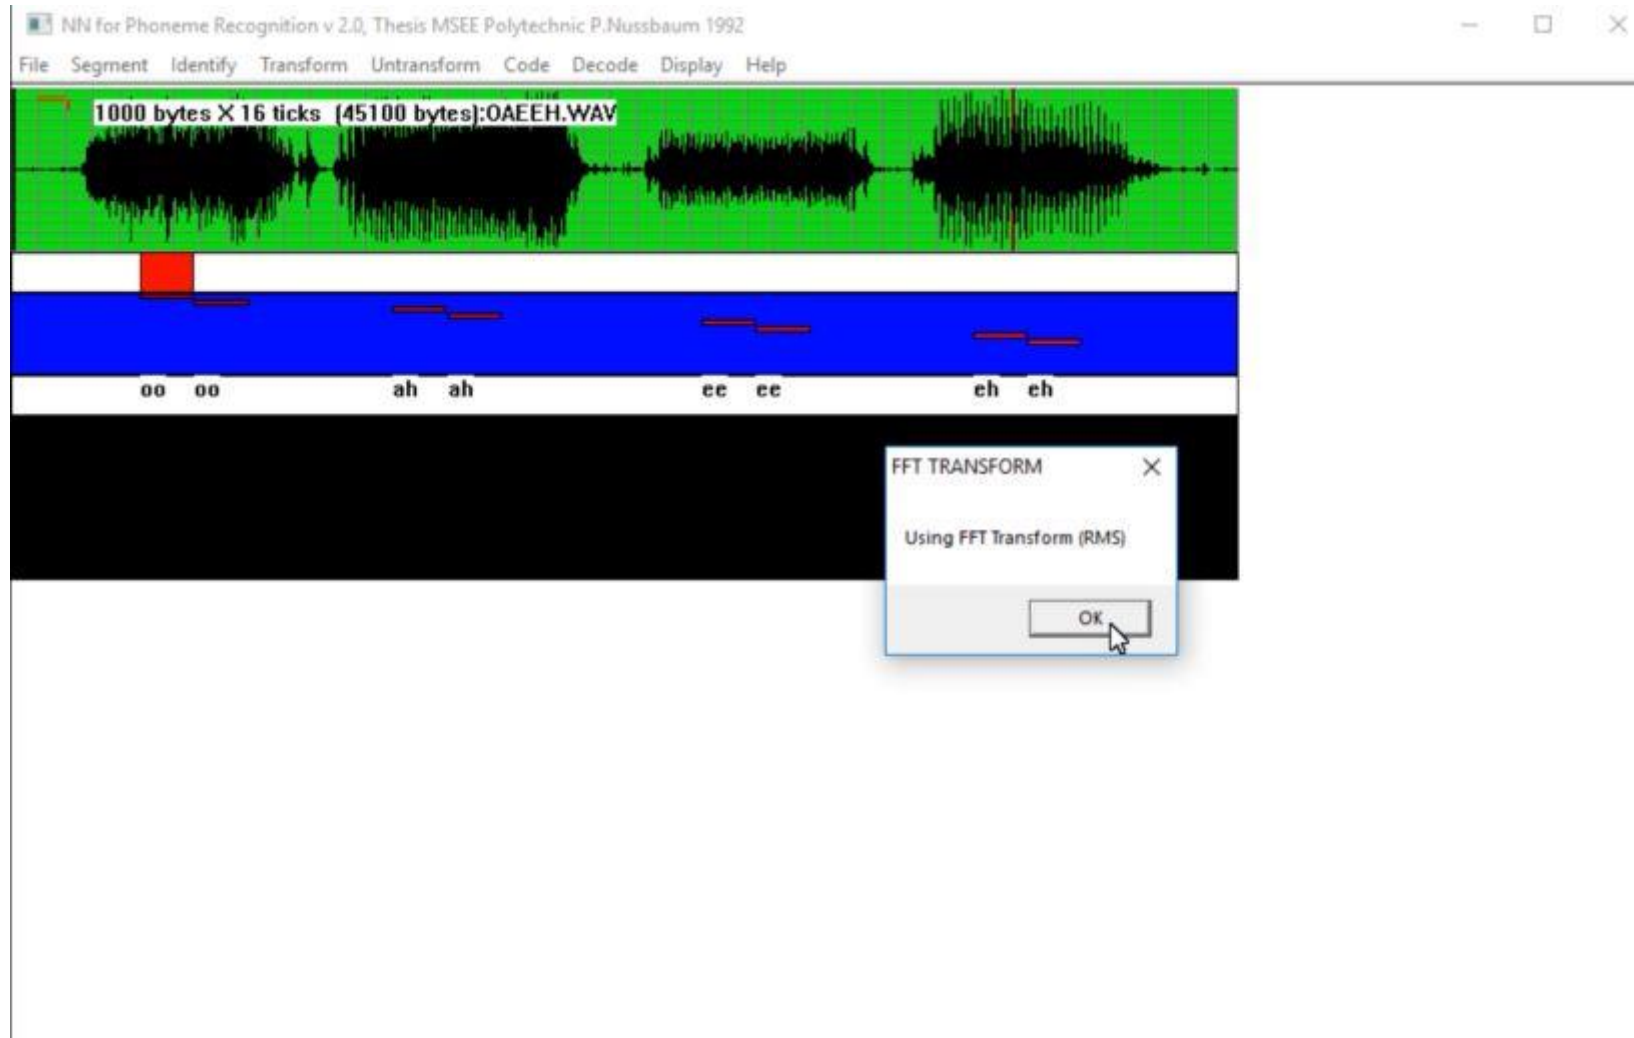 NN for Phoneme Recognition v 2.0, Thesis MSEE Polytechnic P.Nussbaum 1992
File Segment Identify Transform Untransform Code Decode Display Help
1000 bytes X 16 ticks (45100 bytes):OAEEH.WAV
oo oo ah ah ee ee eh eh
FFT TRANSFORM
Using FFT Transform (RMS)
OK